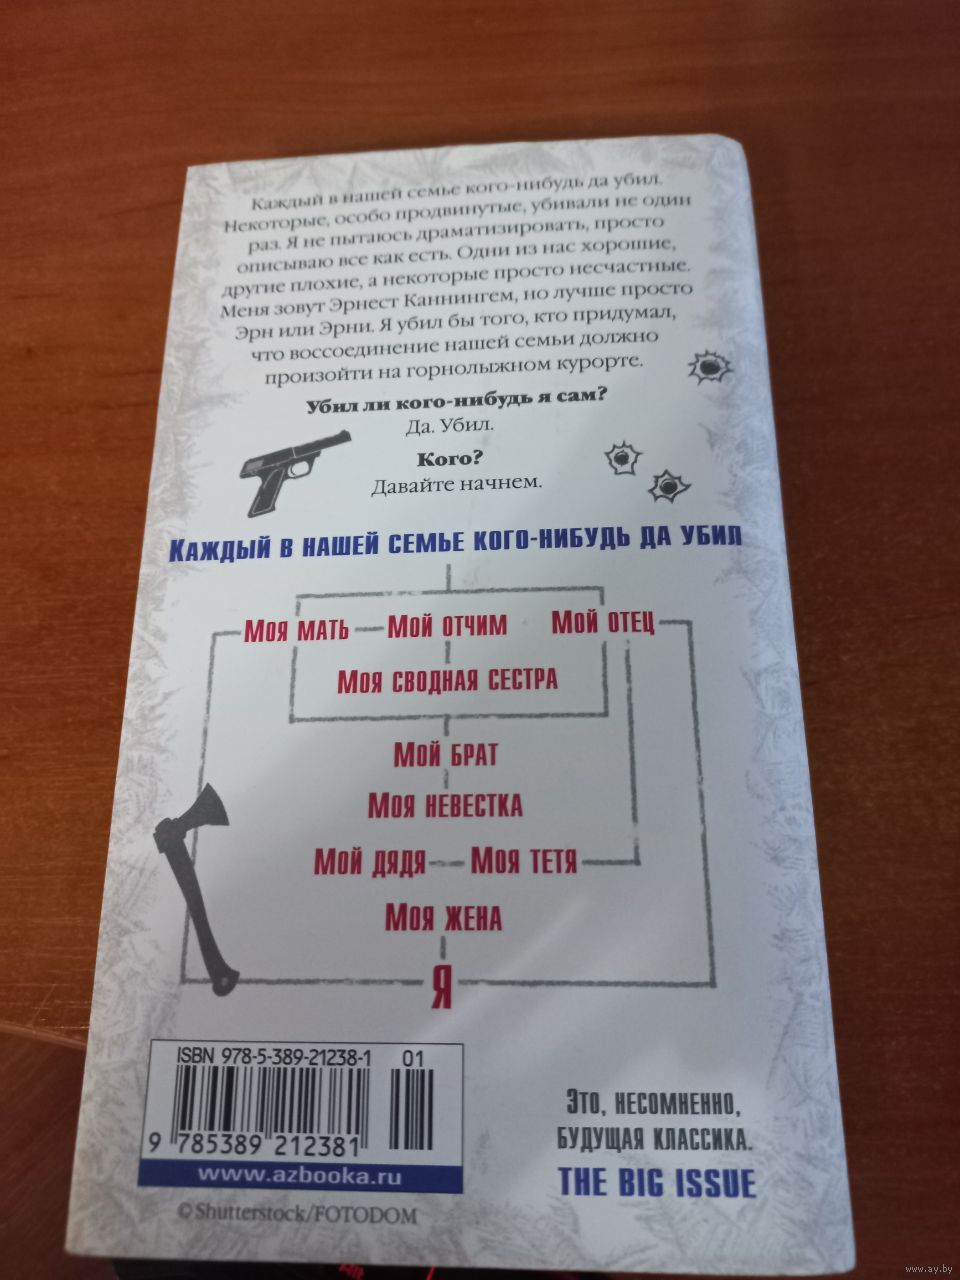 Каждый в нашей семье кого-нибудь да убил.
Некоторые, особо продвинутые, убивали не один
раз. Я не пытаюсь драматизировать, просто
описываю все как есть. Одни из нас хорошие,
другие плохие, а некоторые просто несчастные.
Меня зовут Эрнест Каннингем, но лучше просто
Эрн или Эрни. Я убил бы того, кто придумал,
что воссоединение нашей семьи должно
произойти на горнолыжном курорте.
Убил ли кого-нибудь я сам?
Да. Убил.
Кого?
Давайте начнем.
Каждый в нашей семье кого-нибудь да убил
Моя мать Мой отчим Мой отец
Моя сводная сестра
Мой брат
Моя невестка
Мой дядя Моя тетя
Моя жена
Я
ISBN 978-5-389-21238-1 01
9 785389 212381
www.azbooka.ru
© Shutterstock/FOTODOM
Это, несомненно,
будущая классика.
THE BIG ISSUE
www.ay.by